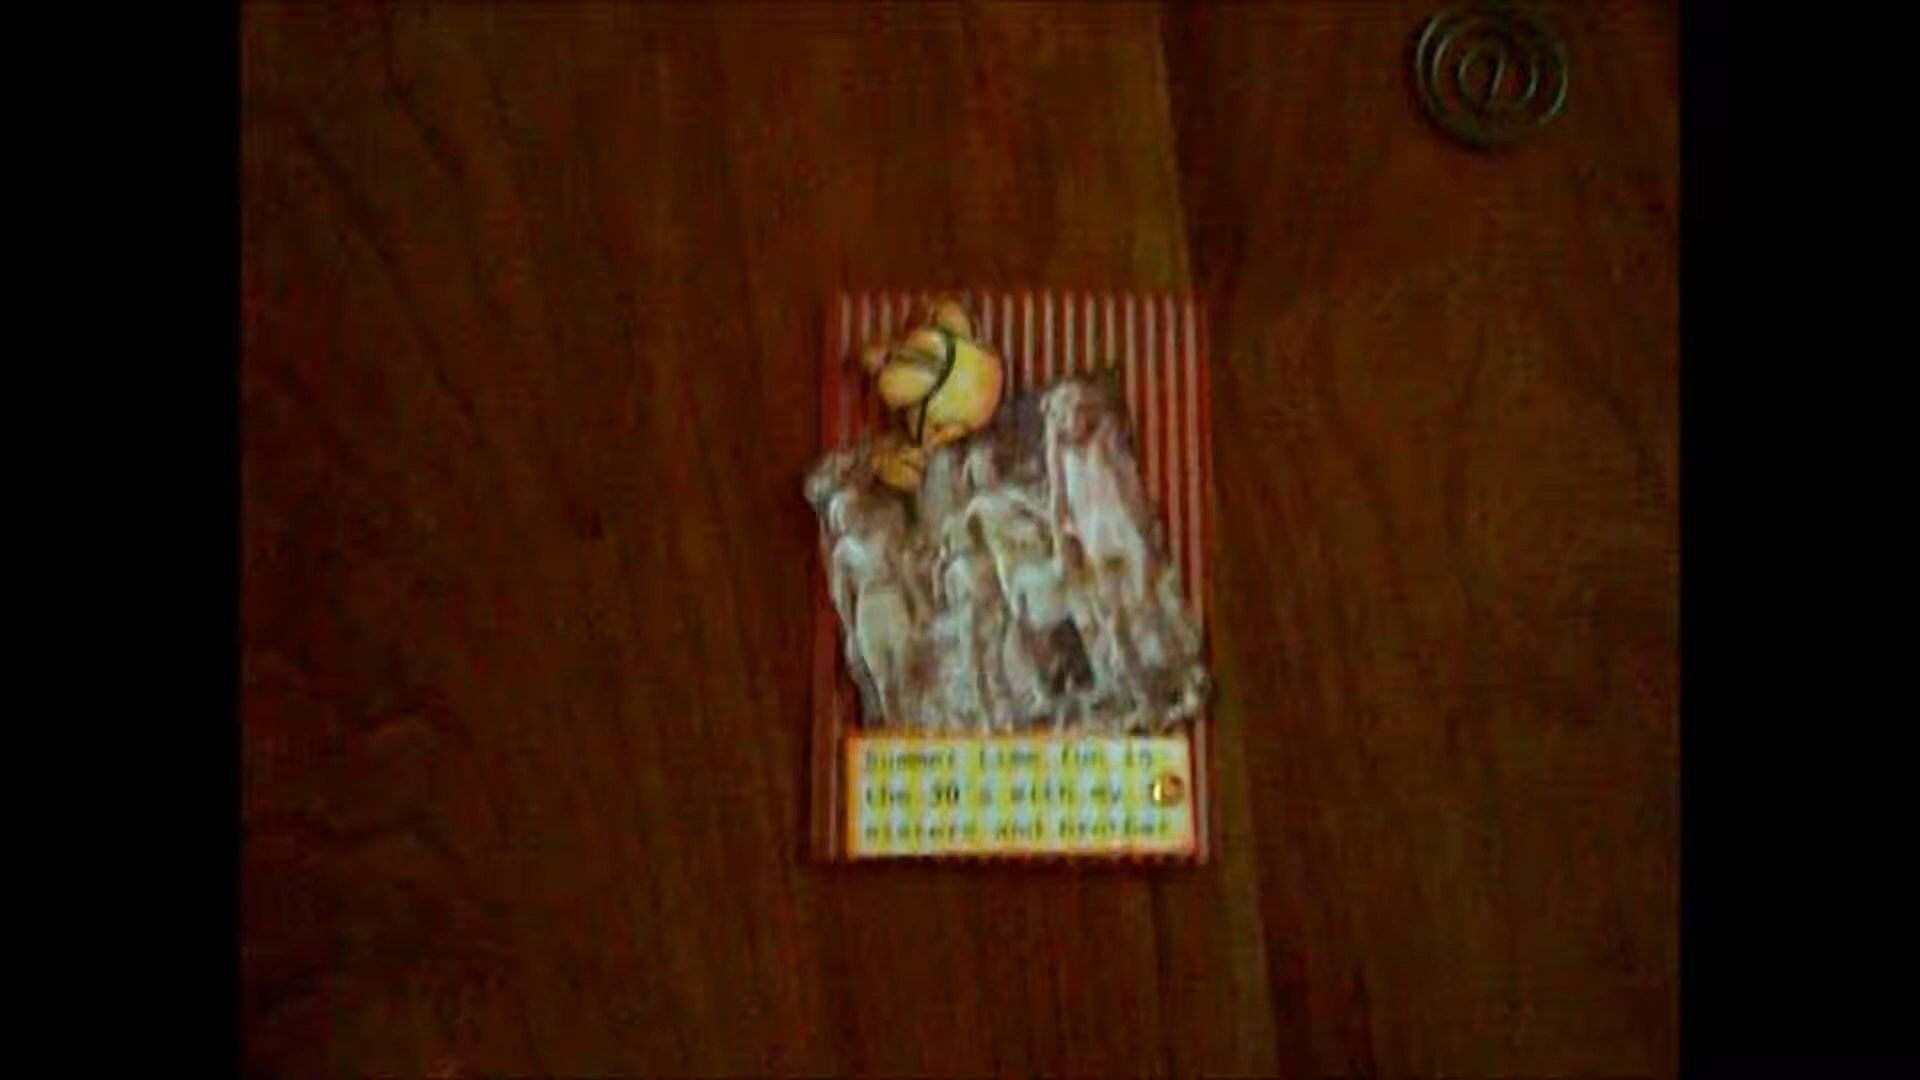 Summer time fun in
the 30's with my
sisters and brother